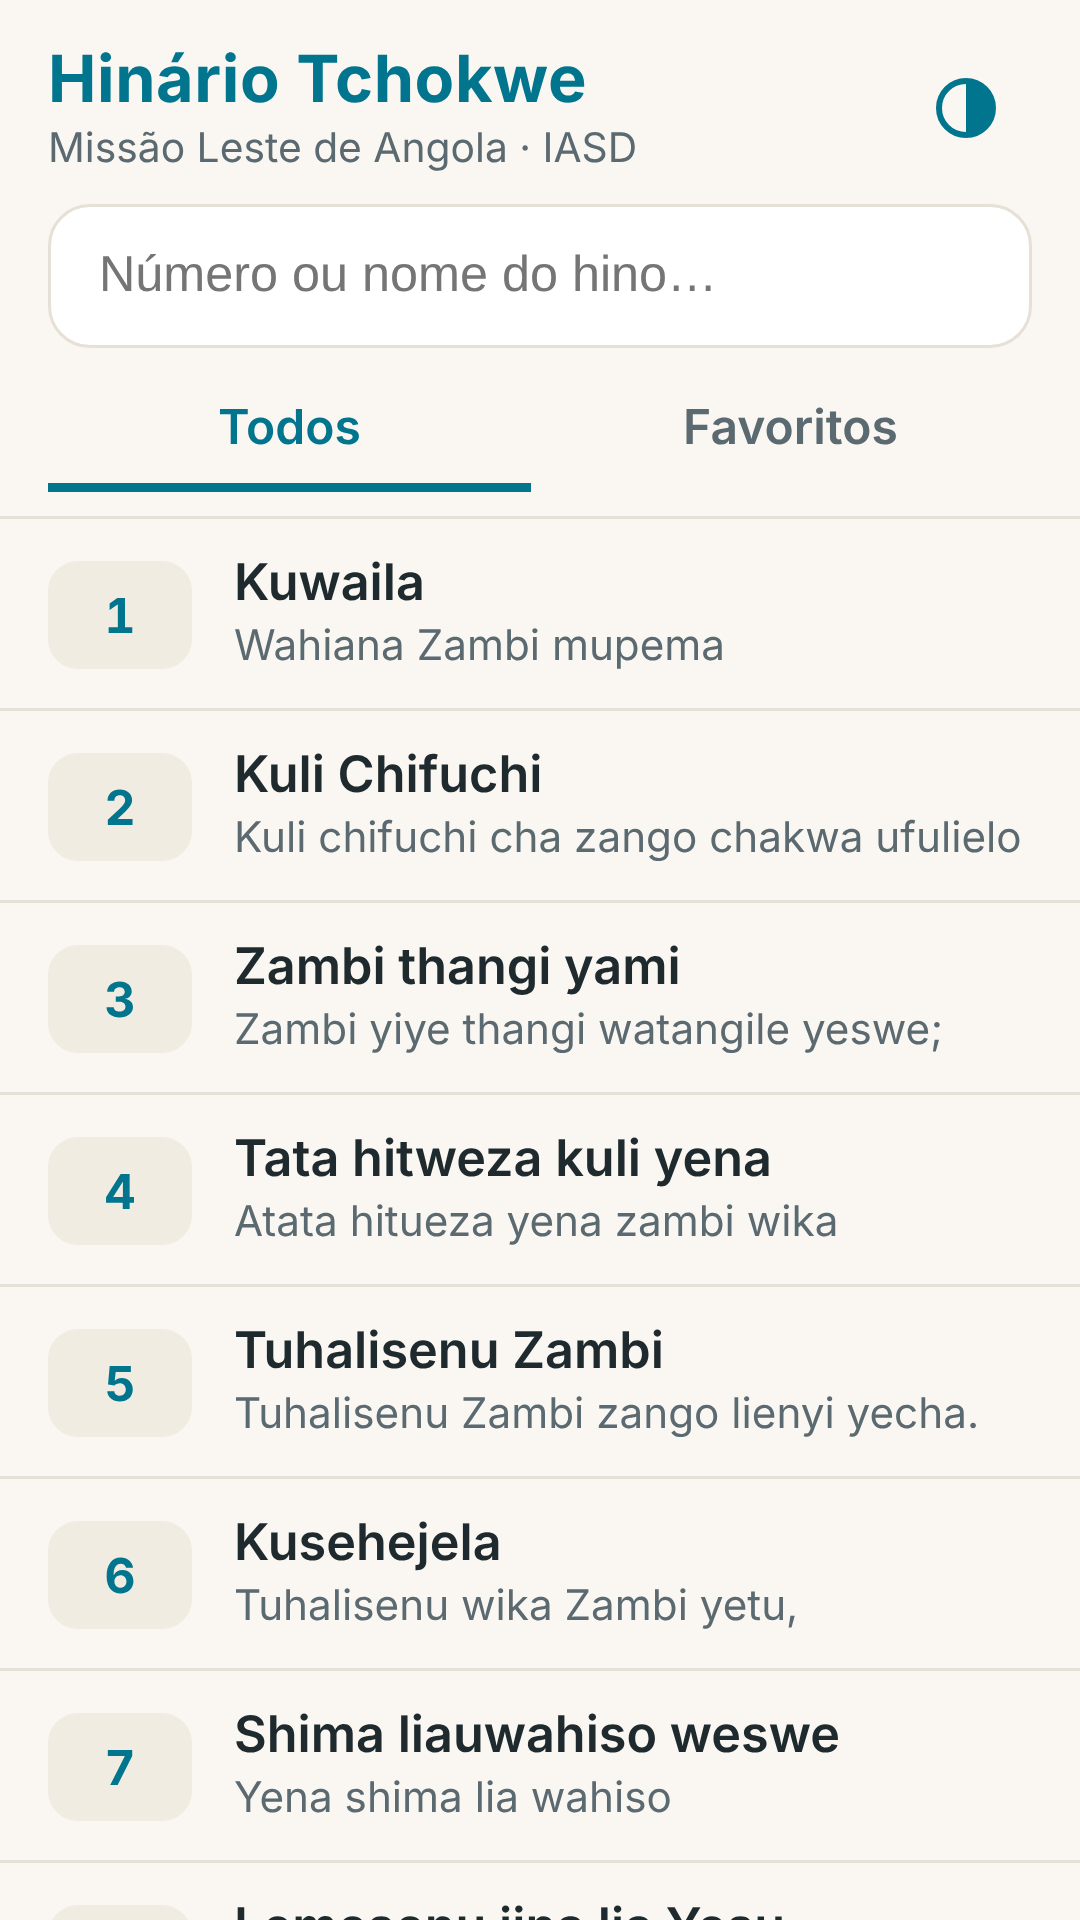 Hinário Tchokwe
Missão Leste de Angola · IASD
Número ou nome do hino…
Todos
Favoritos
1
Kuwaila
Wahiana Zambi mupema
2
Kuli Chifuchi
Kuli chifuchi cha zango chakwa ufulielo
3
Zambi thangi yami
Zambi yiye thangi watangile yeswe;
4
Tata hitweza kuli yena
Atata hitueza yena zambi wika
5
Tuhalisenu Zambi
Tuhalisenu Zambi zango lienyi yecha.
6
Kusehejela
Tuhalisenu wika Zambi yetu,
7
Shima liauwahiso weswe
Yena shima lia wahiso